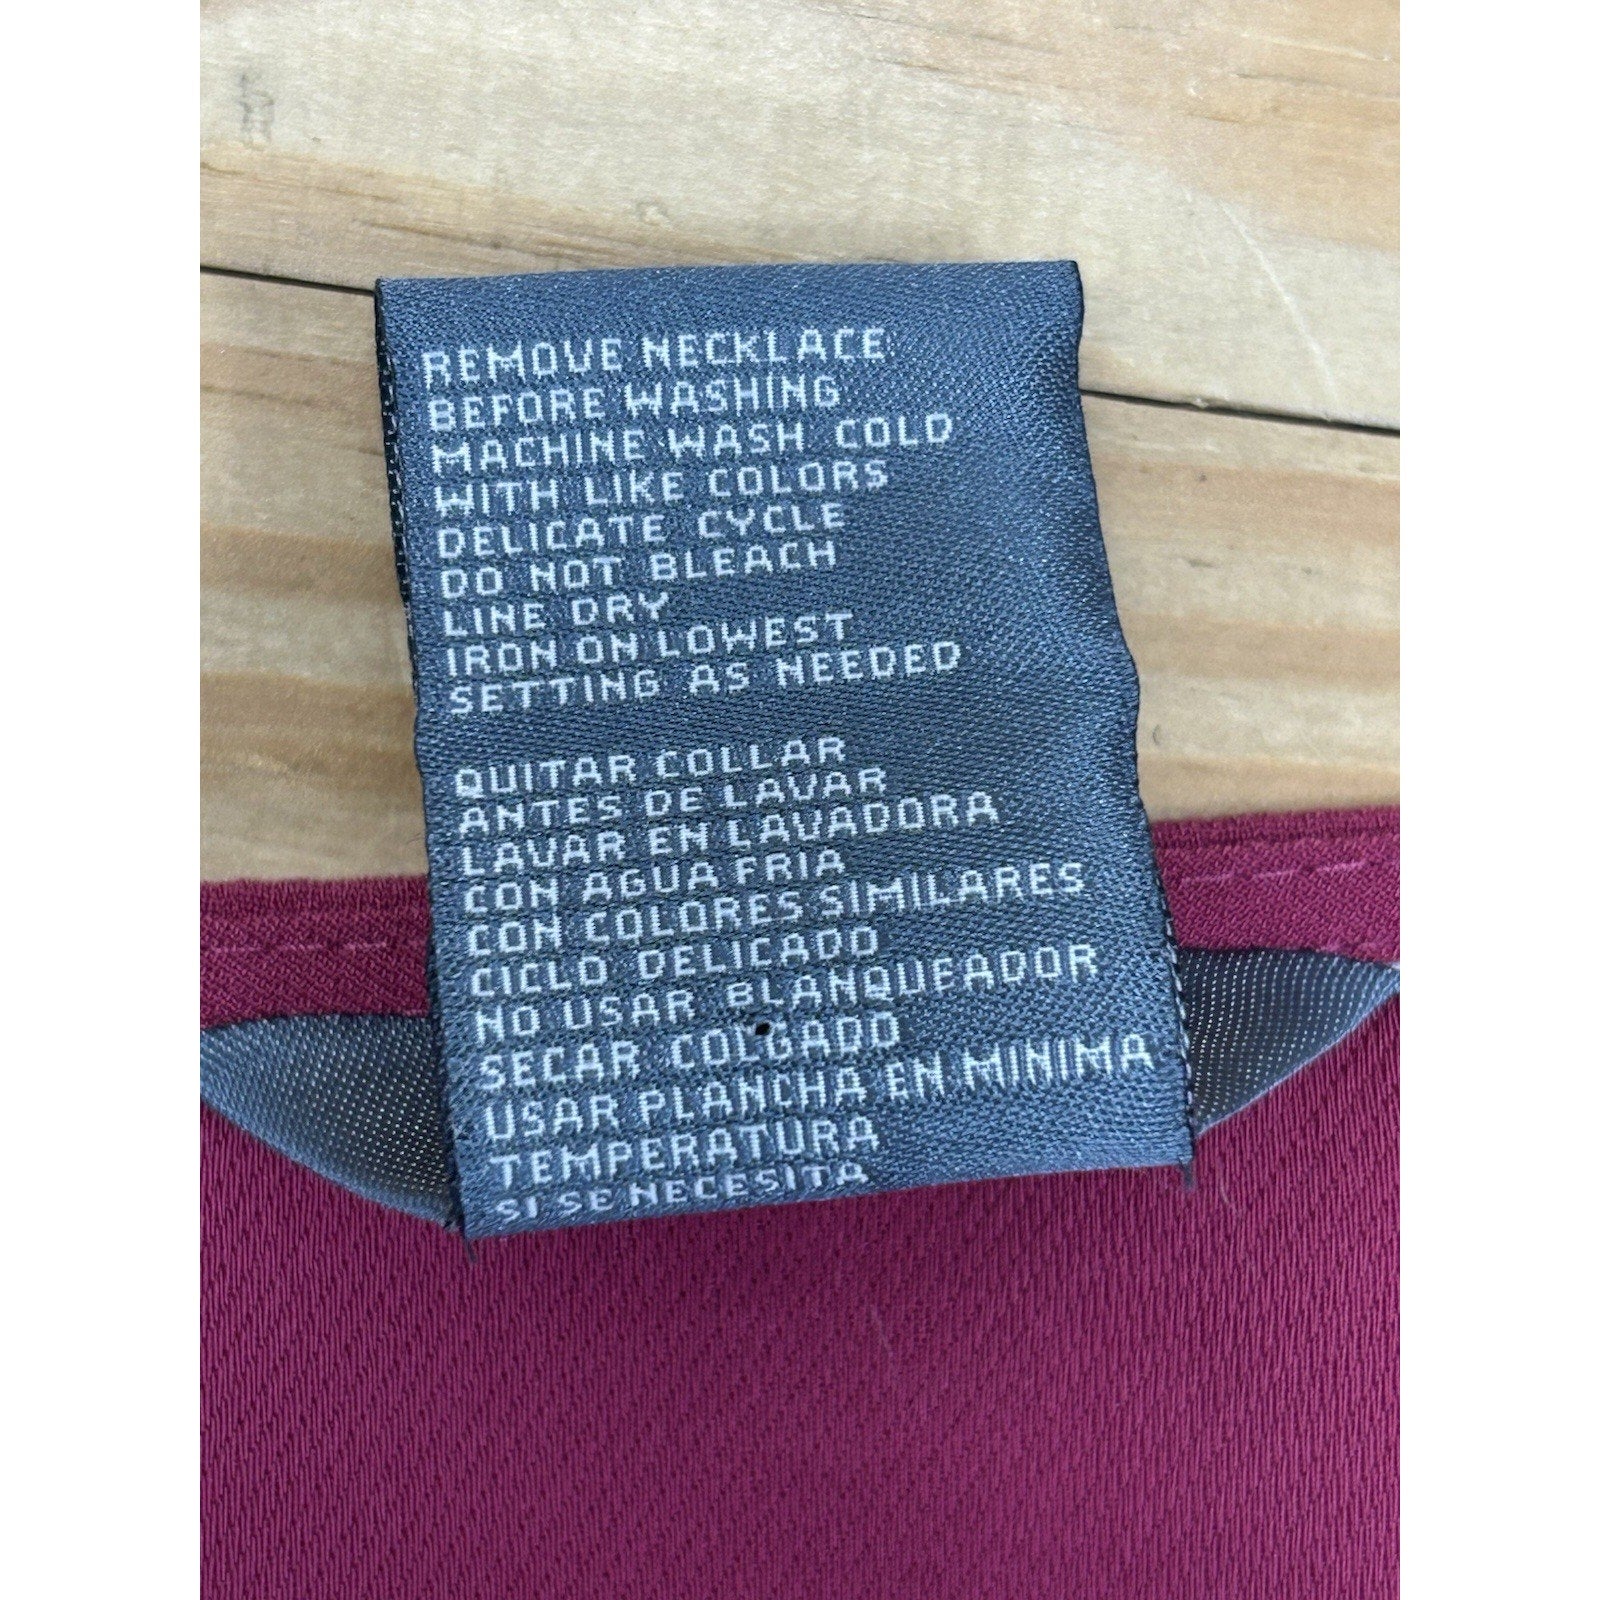 REMOVE NECKLACE
BEFORE WASHING
MACHINE WASH COLD
WITH LIKE COLORS
DELICATE CYCLE
DO NOT BLEACH
LINE DRY
IRON ON LOWEST
SETTING AS NEEDED
QUITAR COLLAR
ANTES DE LAVAR
LAVAR EN LAVADORA
CON AGUA FRIA
CON COLORES SIMILARES
CICLO DELICADO
NO USAR BLANQUEADOR
SECAR COLGADO
USAR PLANCHA EN MINIMA
TEMPERATURA
SI SE NECESITA